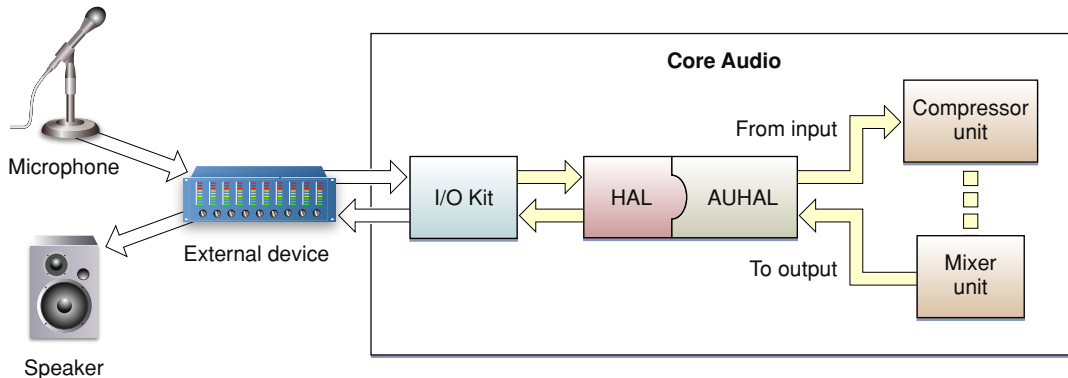 Core Audio
Microphone
External device
Speaker
I/O Kit
HAL
AUHAL
From input
To output
Compressor
unit
Mixer
unit